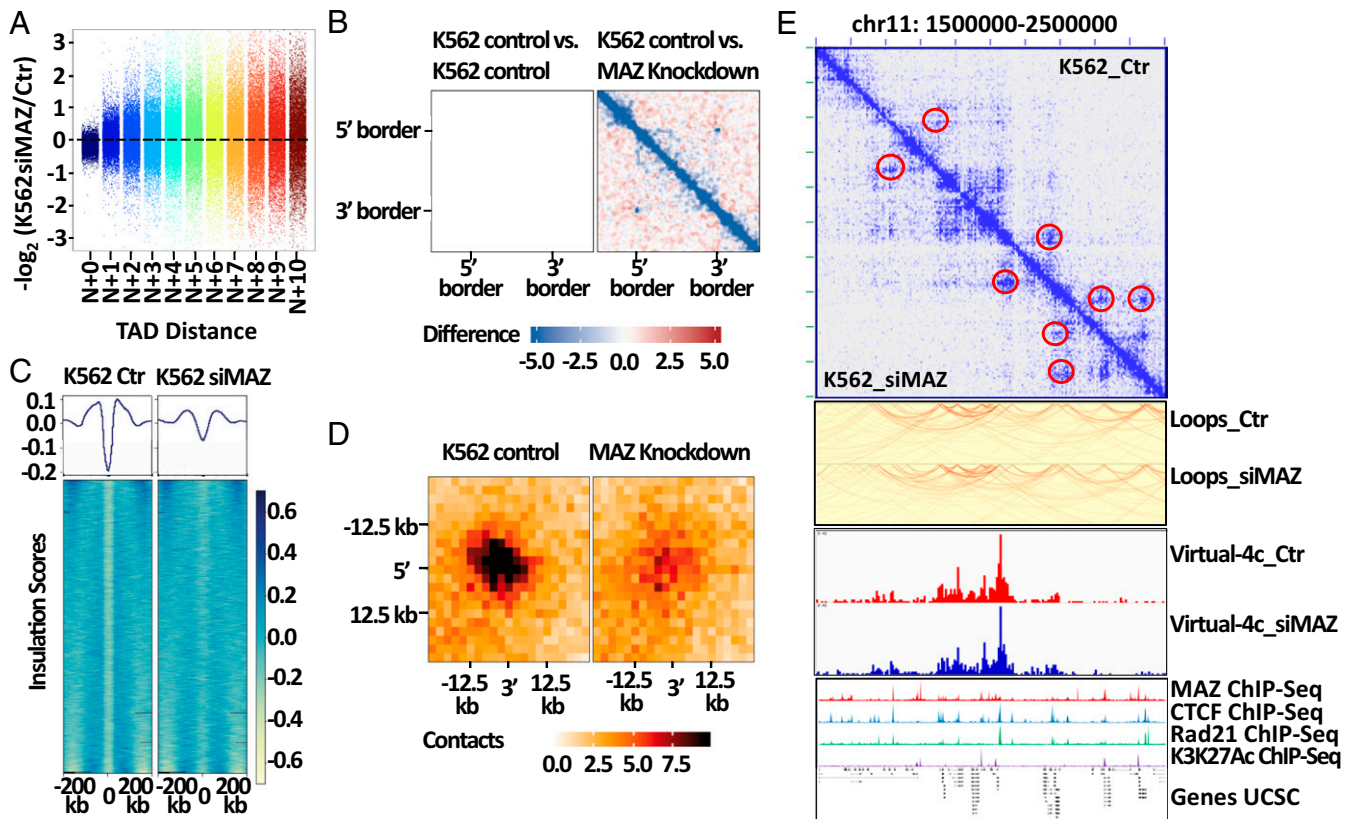 A
3
2
1
0
-1
-2
-3
-log2 (K562siMAZ/Ctr)
N+0
N+1
N+2
N+3
N+4
N+5
N+6
N+7
N+8
N+9
N+10
TAD Distance
B
K562 control vs.
K562 control
K562 control vs.
MAZ Knockdown
5' border
3' border
5'
border
3'
border
5'
border
3'
border
Difference
-5.0 -2.5 0.0 2.5 5.0
C
K562 Ctr
K562 siMAZ
0.1
0.0
-0.1
-0.2
Insulation Scores
0.6
0.4
0.2
0.0
-0.2
-0.4
-0.6
-200
kb
0
200
kb
-200
kb
0
200
kb
D
K562 control
MAZ Knockdown
-12.5 kb
5'
12.5 kb
-12.5
kb
3'
12.5
kb
-12.5
kb
3'
12.5
kb
Contacts
0.0 2.5 5.0 7.5
E
chr11: 1500000-2500000
K562_Ctr
K562_siMAZ
Loops_Ctr
Loops_siMAZ
Virtual-4c_Ctr
Virtual-4c_siMAZ
MAZ ChIP-Seq
CTCF ChIP-Seq
Rad21 ChIP-Seq
K3K27Ac ChIP-Seq
Genes UCSC